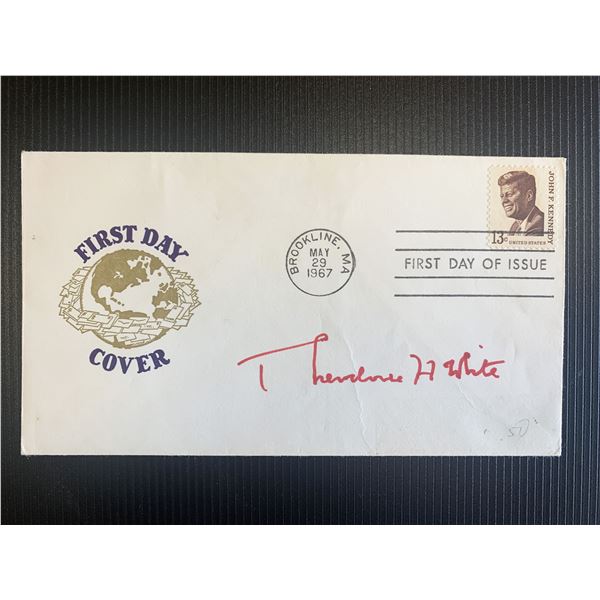 FIRST DAY
COVER
BROOKLINE, MA
MAY
29
1967
JOHN F. KENNEDY
13c
UNITED STATES
FIRST DAY OF ISSUE
Theodore H White
.50